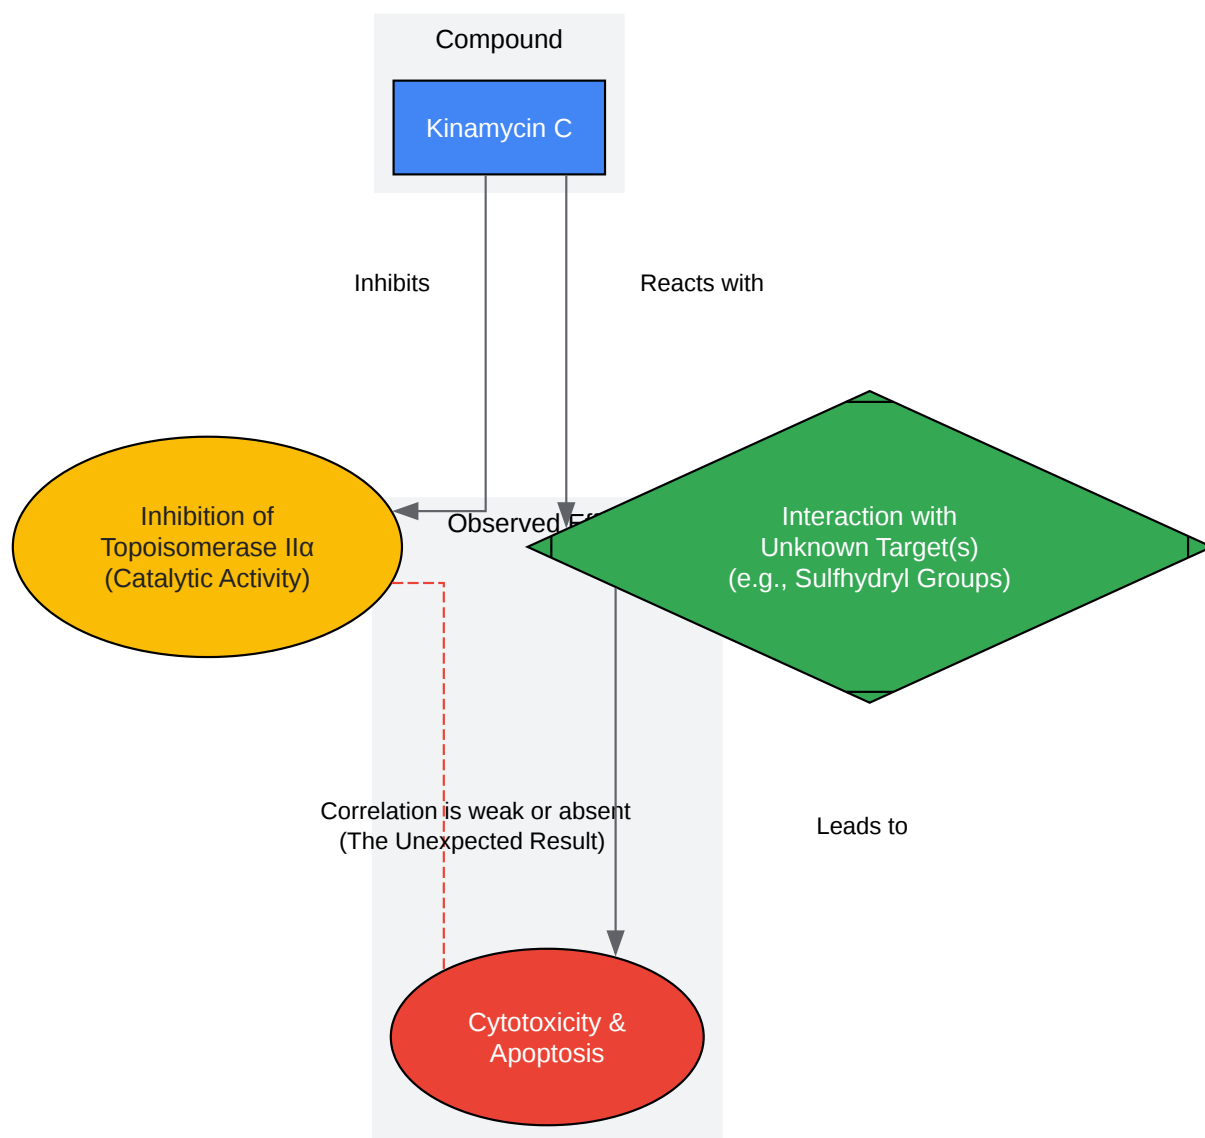 Compound
Kinamycin C
Inhibits
Reacts with
Observed
Inhibition of
Topoisomerase IIα
(Catalytic Activity)
Interaction with
Unknown Target(s)
(e.g., Sulfhydryl Groups)
Correlation is weak or absent
(The Unexpected Result)
Leads to
Cytotoxicity &
Apoptosis